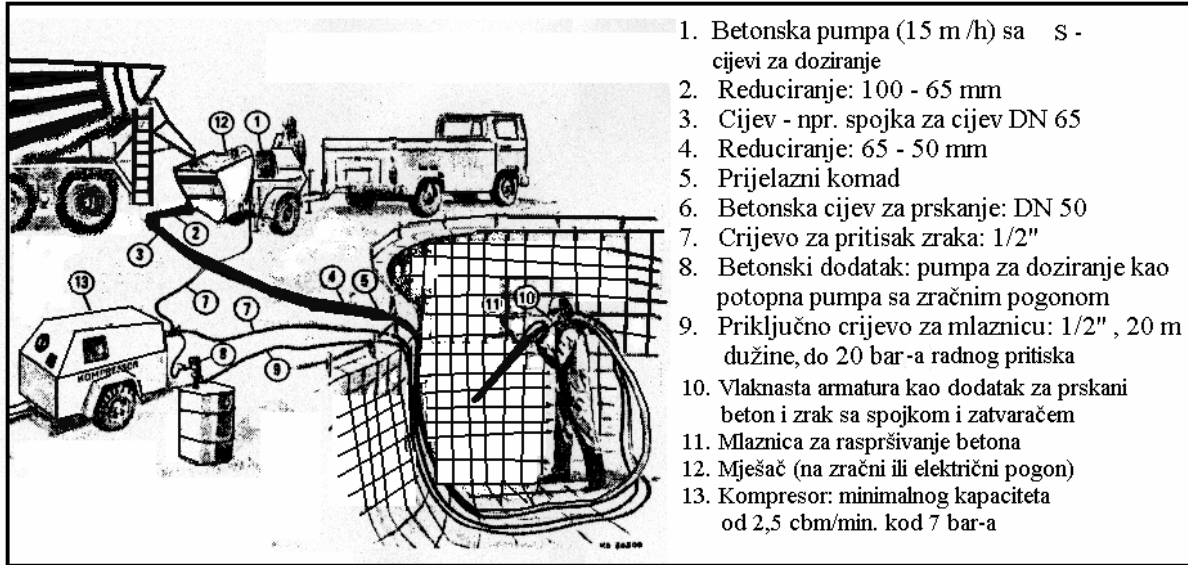 1. Betonska pumpa (15 m /h) sa S -
cijevi za doziranje
2. Reduciranje: 100 - 65 mm
3. Cijev - npr. spojka za cijev DN 65
4. Reduciranje: 65 - 50 mm
5. Prijelazni komad
6. Betonska cijev za prskanje: DN 50
7. Crijevo za pritisak zraka: 1/2"
8. Betonski dodatak: pumpa za doziranje kao
potopna pumpa sa zračnim pogonom
9. Priključno crijevo za mlaznicu: 1/2" , 20 m
dužine, do 20 bar-a radnog pritiska
10. Vlaknasta armatura kao dodatak za prskani
beton i zrak sa spojkom i zatvaračem
11. Mlaznica za raspršivanje betona
12. Mješač (na zračni ili električni pogon)
13. Kompresor: minimalnog kapaciteta
od 2,5 cbm/min. kod 7 bar-a
12
1
2
3
13
7
7
4
5
11
10
8
9
KOMPRESSOR